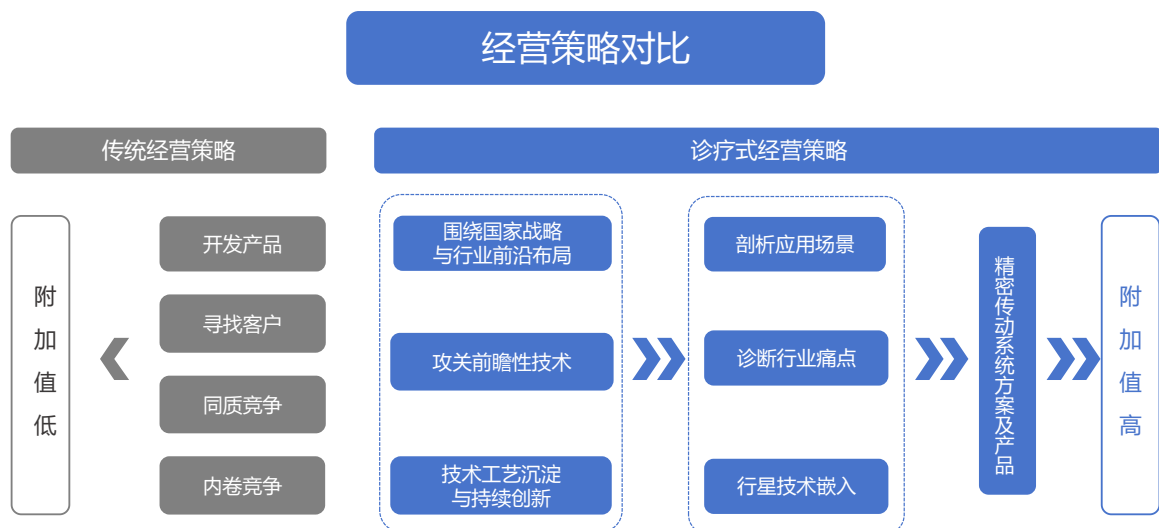 经营策略对比
传统经营策略
附加值低
开发产品
寻找客户
同质竞争
内卷竞争
诊疗式经营策略
围绕国家战略
与行业前沿布局
攻关前瞻性技术
技术工艺沉淀
与持续创新
剖析应用场景
诊断行业痛点
行星技术嵌入
精密传动系统方案及产品
附加值高